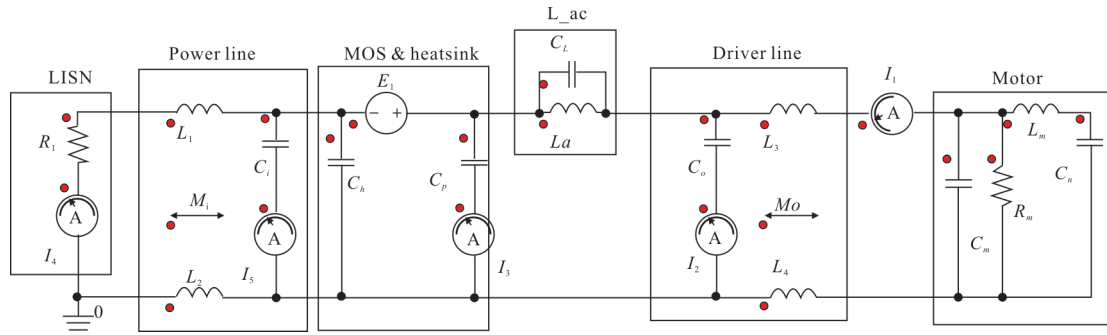 L_ac
Power line
MOS & heatsink
C_L
Driver line
LISN
E_1
I_1
Motor
− +
A
R_1
L_1
La
L_3
L_m
C_i
C_h
C_p
C_o
C_n
A
M_i
Mo
R_m
A
A
A
C_m
I_4
I_5
I_3
I_2
L_2
L_4
0